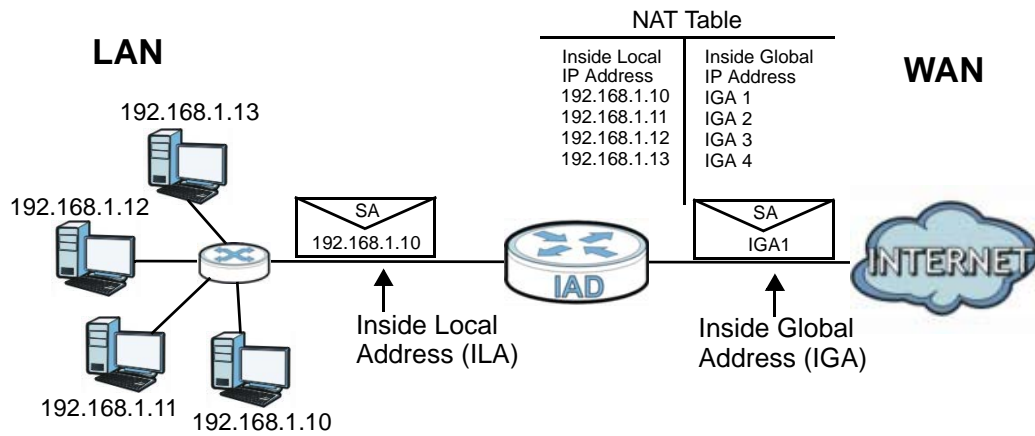 NAT Table
LAN
WAN
Inside Local
IP Address
192.168.1.10
192.168.1.11
192.168.1.12
192.168.1.13
Inside Global
IP Address
IGA 1
IGA 2
IGA 3
IGA 4
192.168.1.13
192.168.1.12
192.168.1.11
192.168.1.10
SA
192.168.1.10
IAD
SA
IGA1
INTERNET
Inside Local
Address (ILA)
Inside Global
Address (IGA)